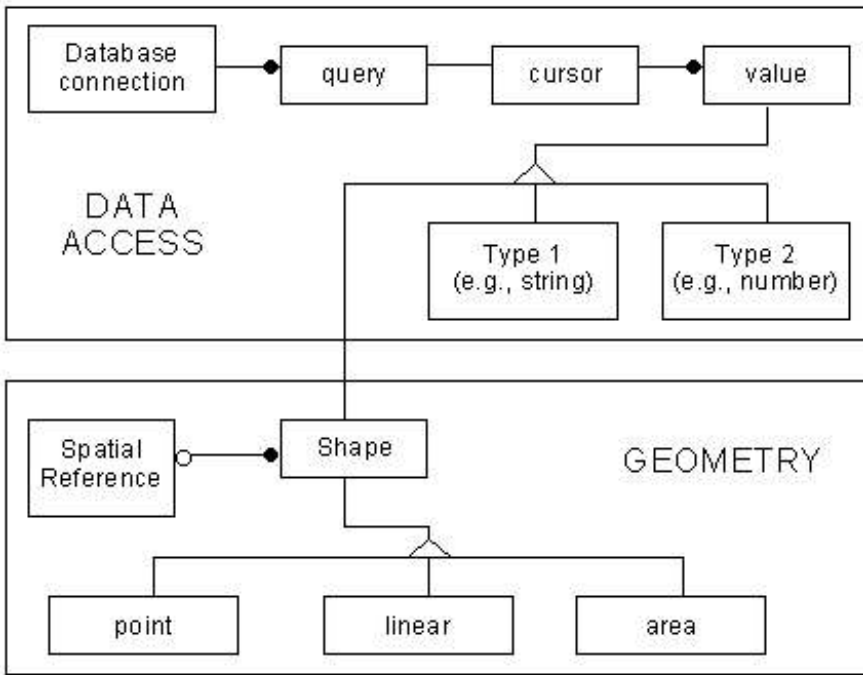 Database
connection
query
cursor
value
DATA
ACCESS
Type 1
(e.g., string)
Type 2
(e.g., number)
Spatial
Reference
Shape
GEOMETRY
point
linear
area